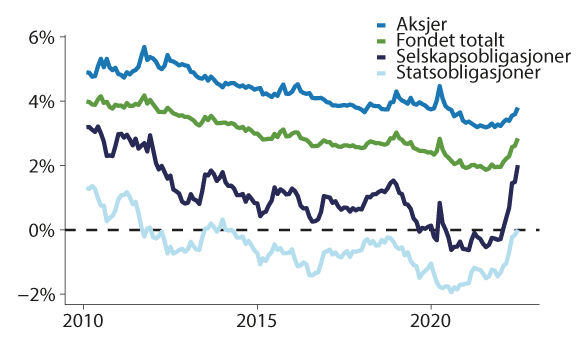 Aksjer
Fondet totalt
Selskapsobligasjoner
Statsobligasjoner
6%
4%
2%
0%
−2%
2010
2015
2020